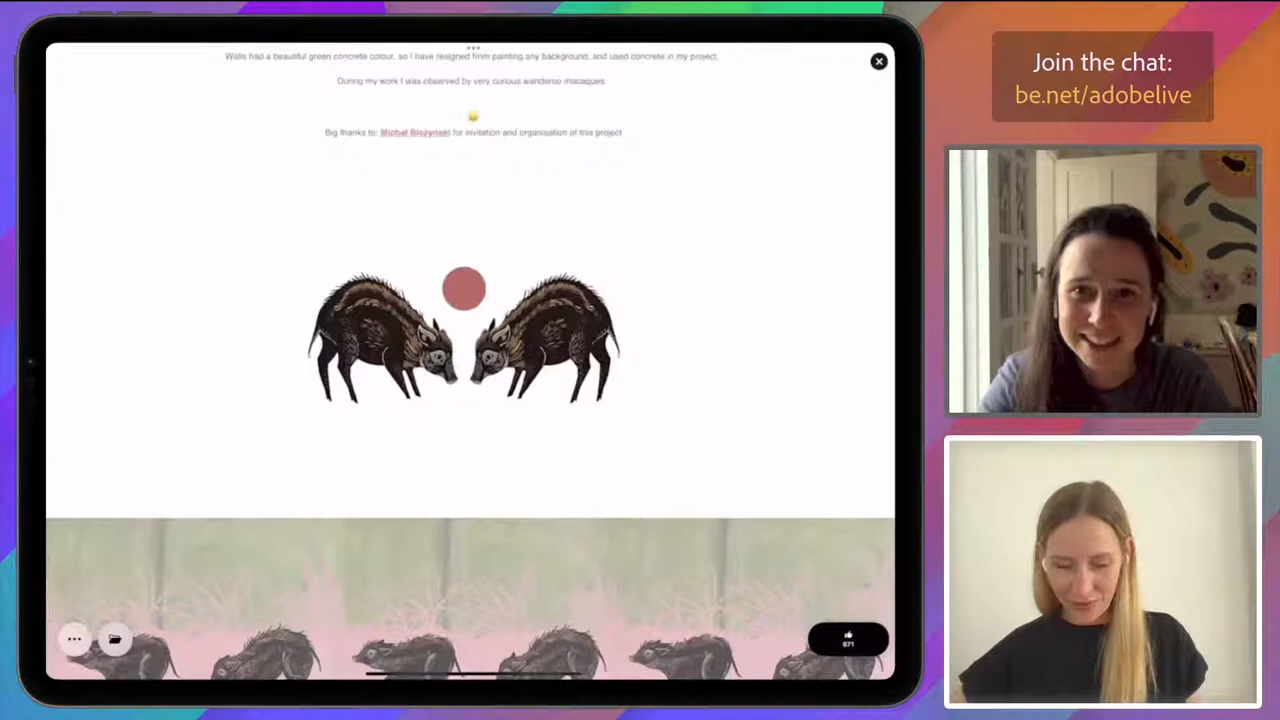 Walls had a beautiful green concrete colour, so I have resigned from painting any background, and used concrete in my project.
During my work I was observed by very curious wanderoo macaques.
Big thanks to: Michał Bieżyński for invitation and organisation of this project
671
Join the chat:
be.net/adobelive